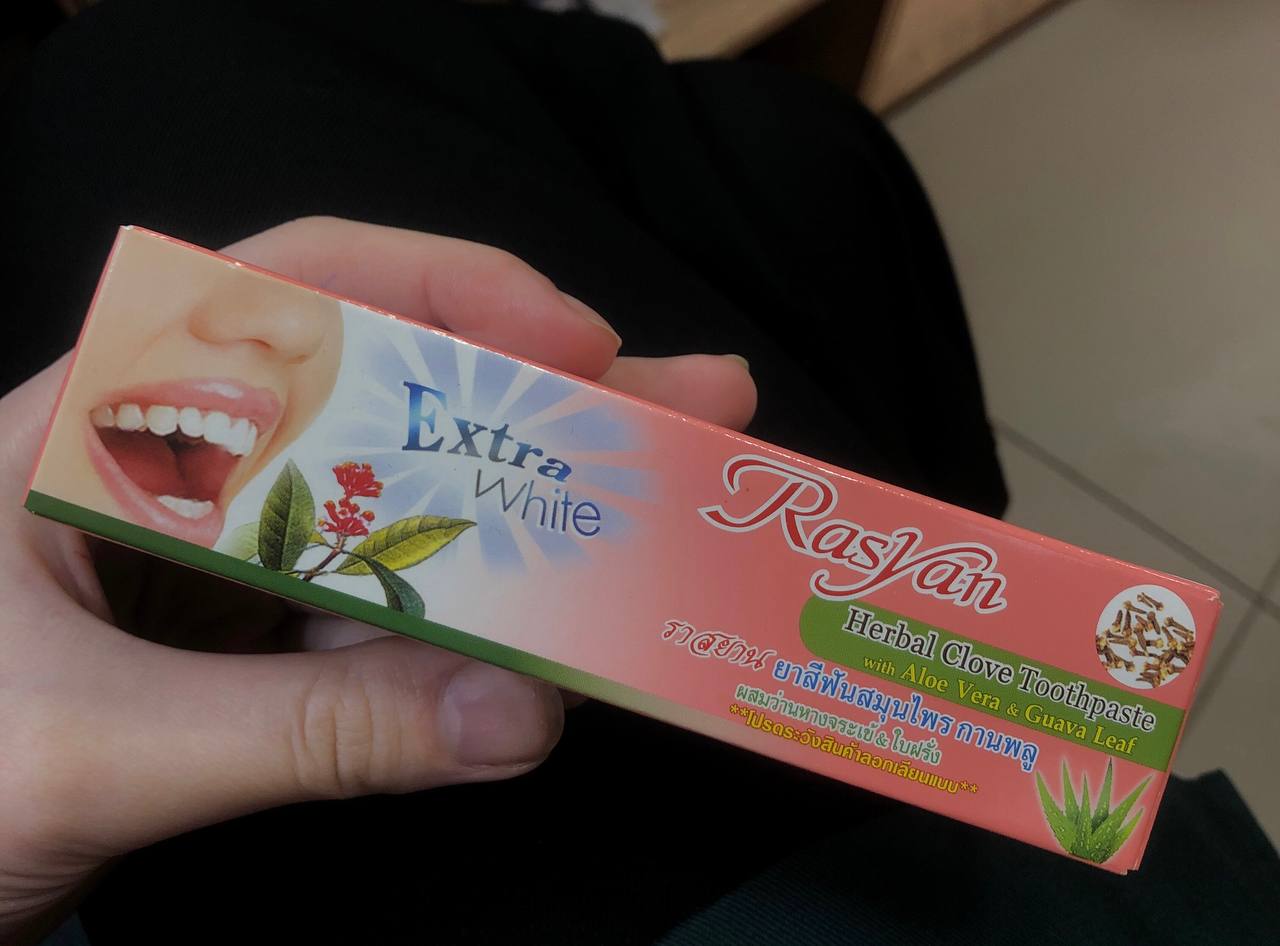 Extra
White
Rasyan
Herbal Clove Toothpaste
with Aloe Vera & Guava Leaf
ราสยาน ยาสีฟันสมุนไพร กานพลู
ผสมว่านหางจระเข้&ใบฝรั่ง
**โปรดระวังสินค้าลอกเลียนแบบ**